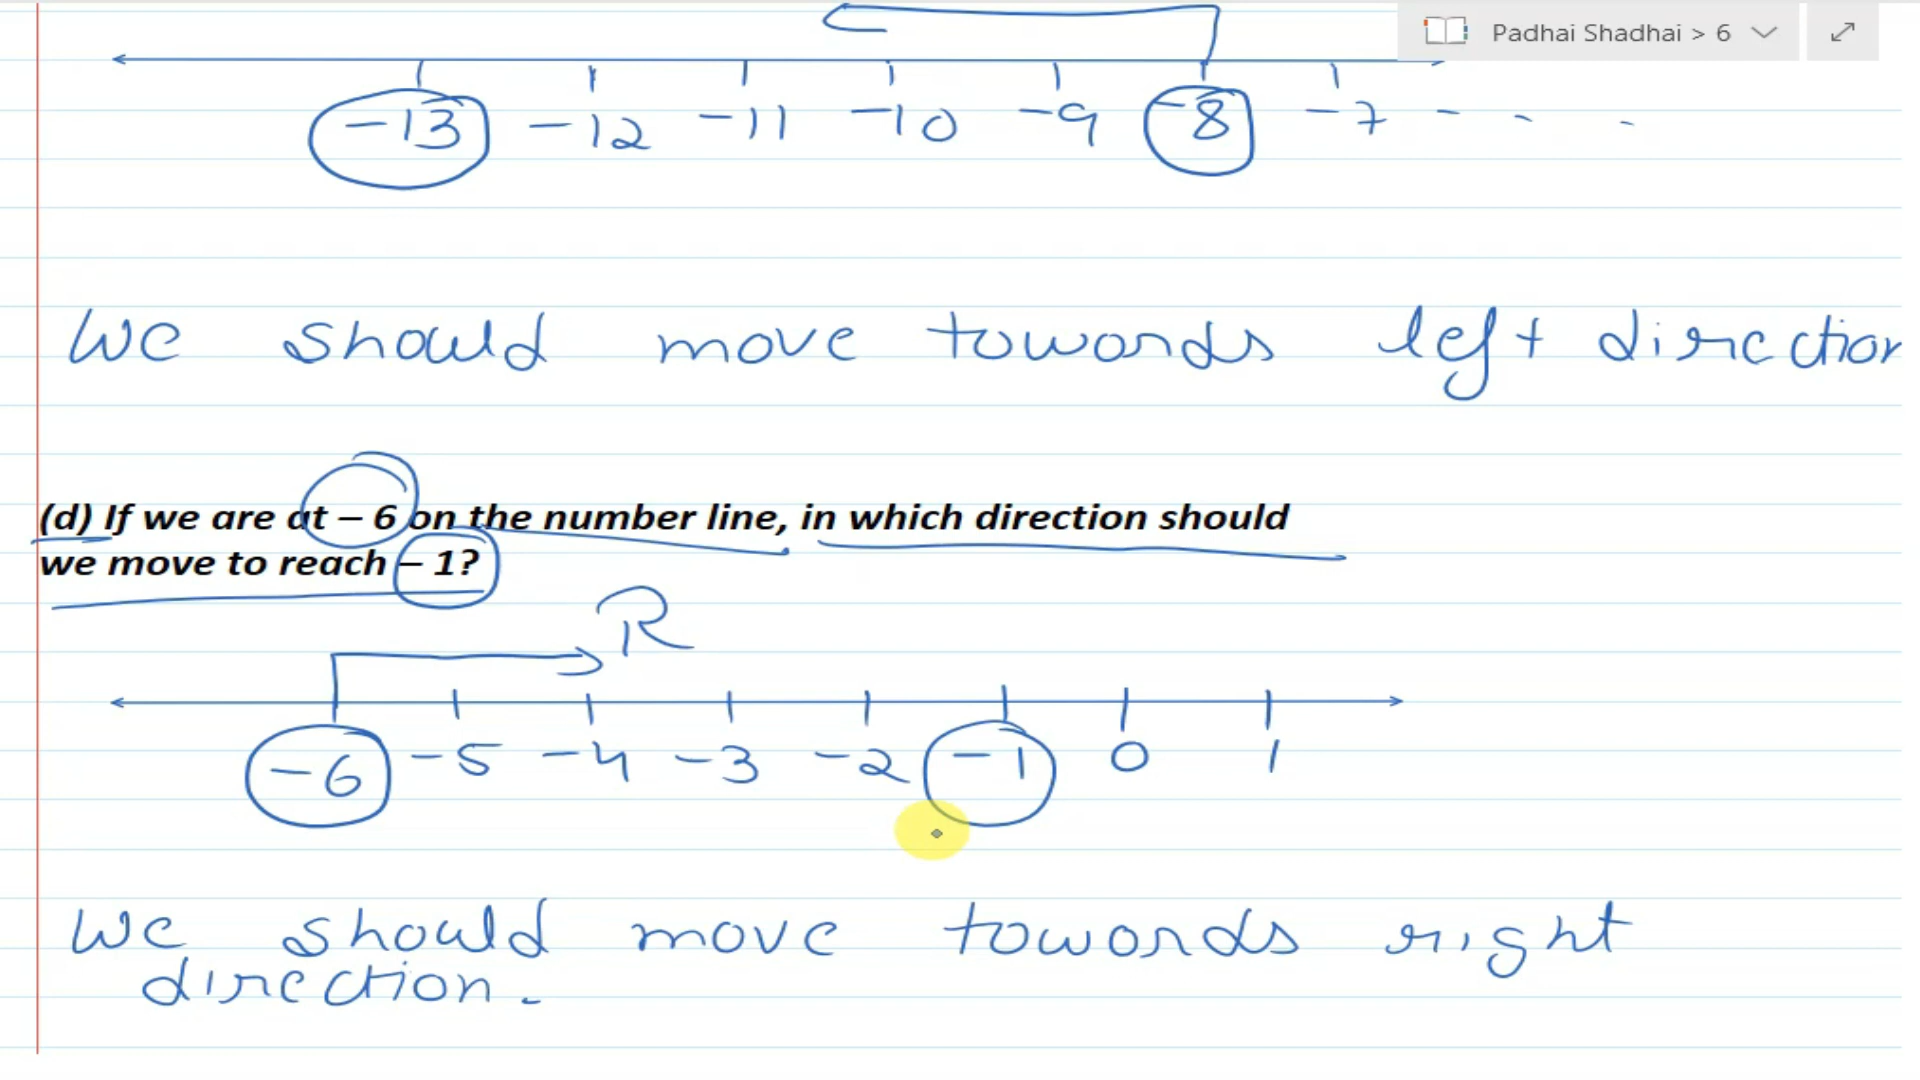 Padhai Shadhai > 6
-13 -12 -11 -10 -9 -8 -7 - - -
We should move towards left direction
(d) If we are at – 6 on the number line, in which direction should
we move to reach – 1?
R
-6 -5 -4 -3 -2 -1 0 1
We should move towards right
direction.